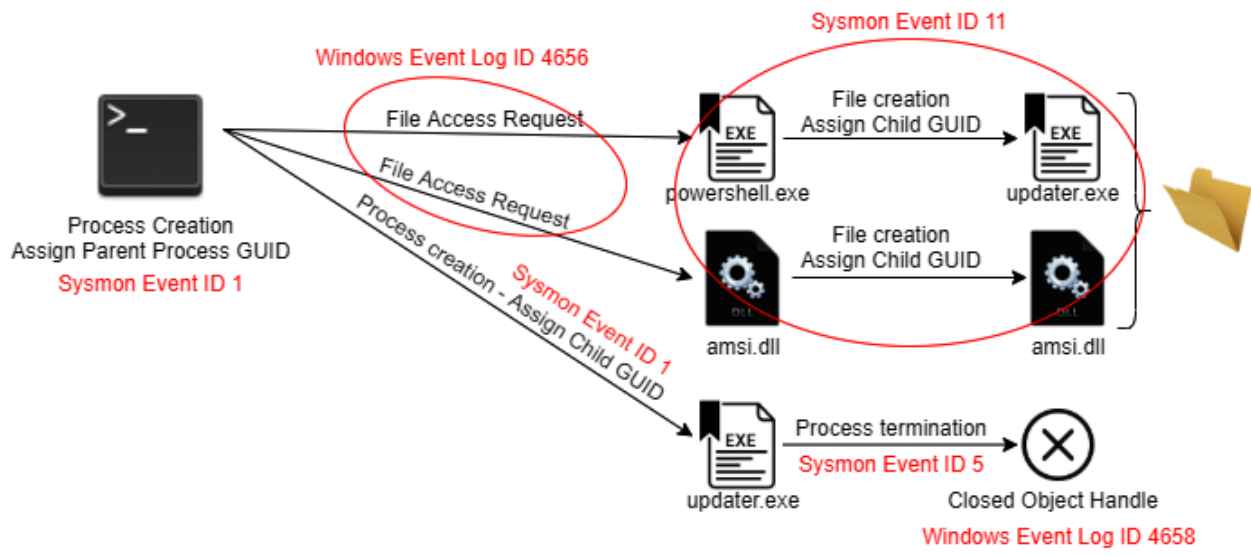 Sysmon Event ID 11
Windows Event Log ID 4656
File Access Request
File creation
Assign Child GUID
EXE
EXE
powershell.exe
updater.exe
File Access Request
Process Creation
Assign Parent Process GUID
Sysmon Event ID 1
File creation
Assign Child GUID
DLL
DLL
amsi.dll
amsi.dll
Process creation - Assign Child GUID
Sysmon Event ID 1
EXE
Process termination
Sysmon Event ID 5
updater.exe
Closed Object Handle
Windows Event Log ID 4658